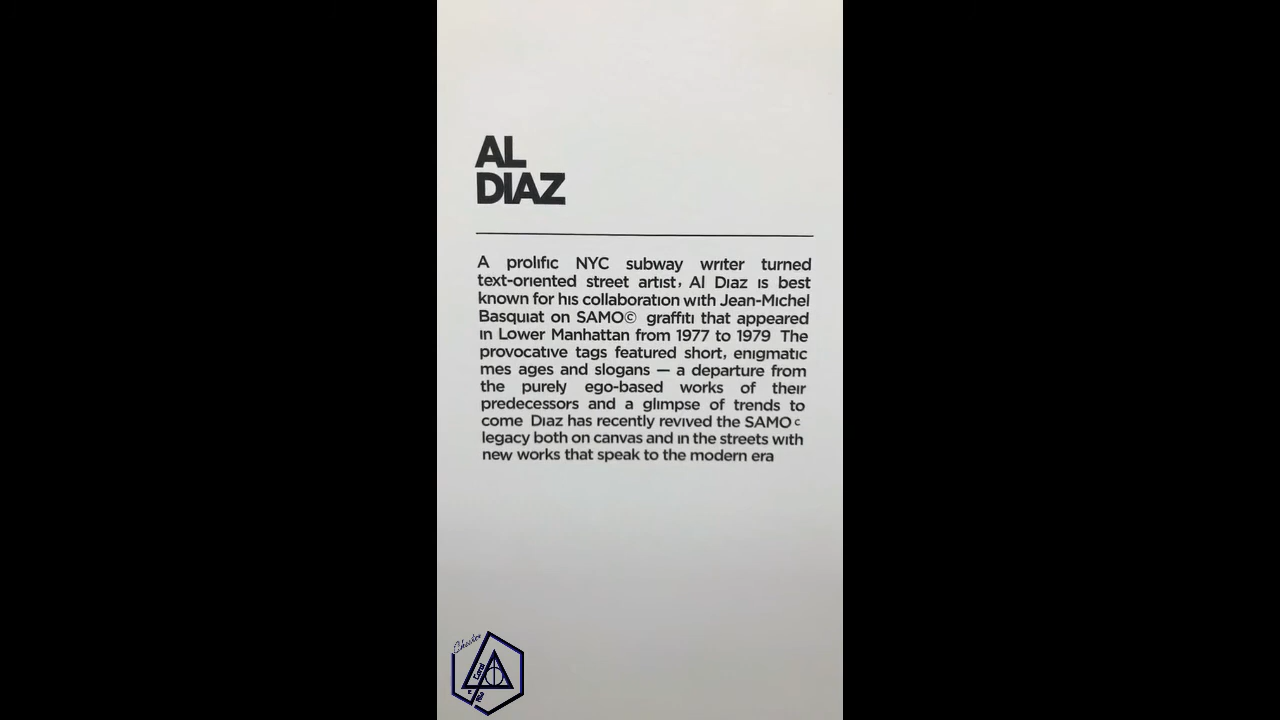 AL
DIAZ
A prolific NYC subway writer turned
text-oriented street artist, Al Diaz is best
known for his collaboration with Jean-Michel
Basquiat on SAMO© graffiti that appeared
in Lower Manhattan from 1977 to 1979 The
provocative tags featured short, enigmatic
mes ages and slogans — a departure from
the purely ego-based works of their
predecessors and a glimpse of trends to
come Diaz has recently revived the SAMO c
legacy both on canvas and in the streets with
new works that speak to the modern era